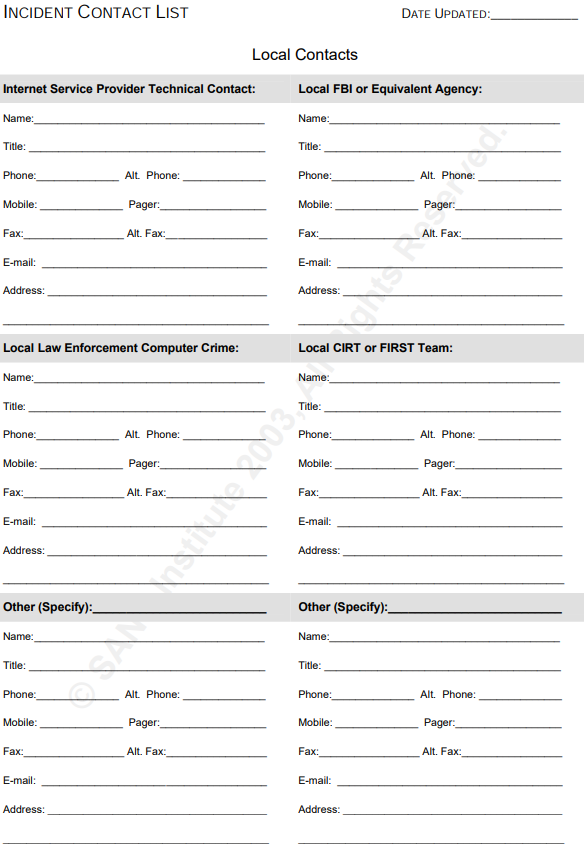 INCIDENT CONTACT LIST DATE UPDATED:____________
Local Contacts
Internet Service Provider Technical Contact: Local FBI or Equivalent Agency:
Name: Name:
Title: Title:
Phone: Alt. Phone: Phone: Alt. Phone:
Mobile: Pager: Mobile: Pager:
Fax: Alt. Fax: Fax: Alt. Fax:
E-mail: E-mail:
Address: Address:
Local Law Enforcement Computer Crime: Local CIRT or FIRST Team:
Name: Name:
Title: Title:
Phone: Alt. Phone: Phone: Alt. Phone:
Mobile: Pager: Mobile: Pager:
Fax: Alt. Fax: Fax: Alt. Fax:
E-mail: E-mail:
Address: Address:
Other (Specify): Other (Specify):
Name: Name:
Title: Title:
Phone: Alt. Phone: Phone: Alt. Phone:
Mobile: Pager: Mobile: Pager:
Fax: Alt. Fax: Fax: Alt. Fax:
E-mail: E-mail:
Address: Address:
© SANS Institute 2003, All Rights Reserved.